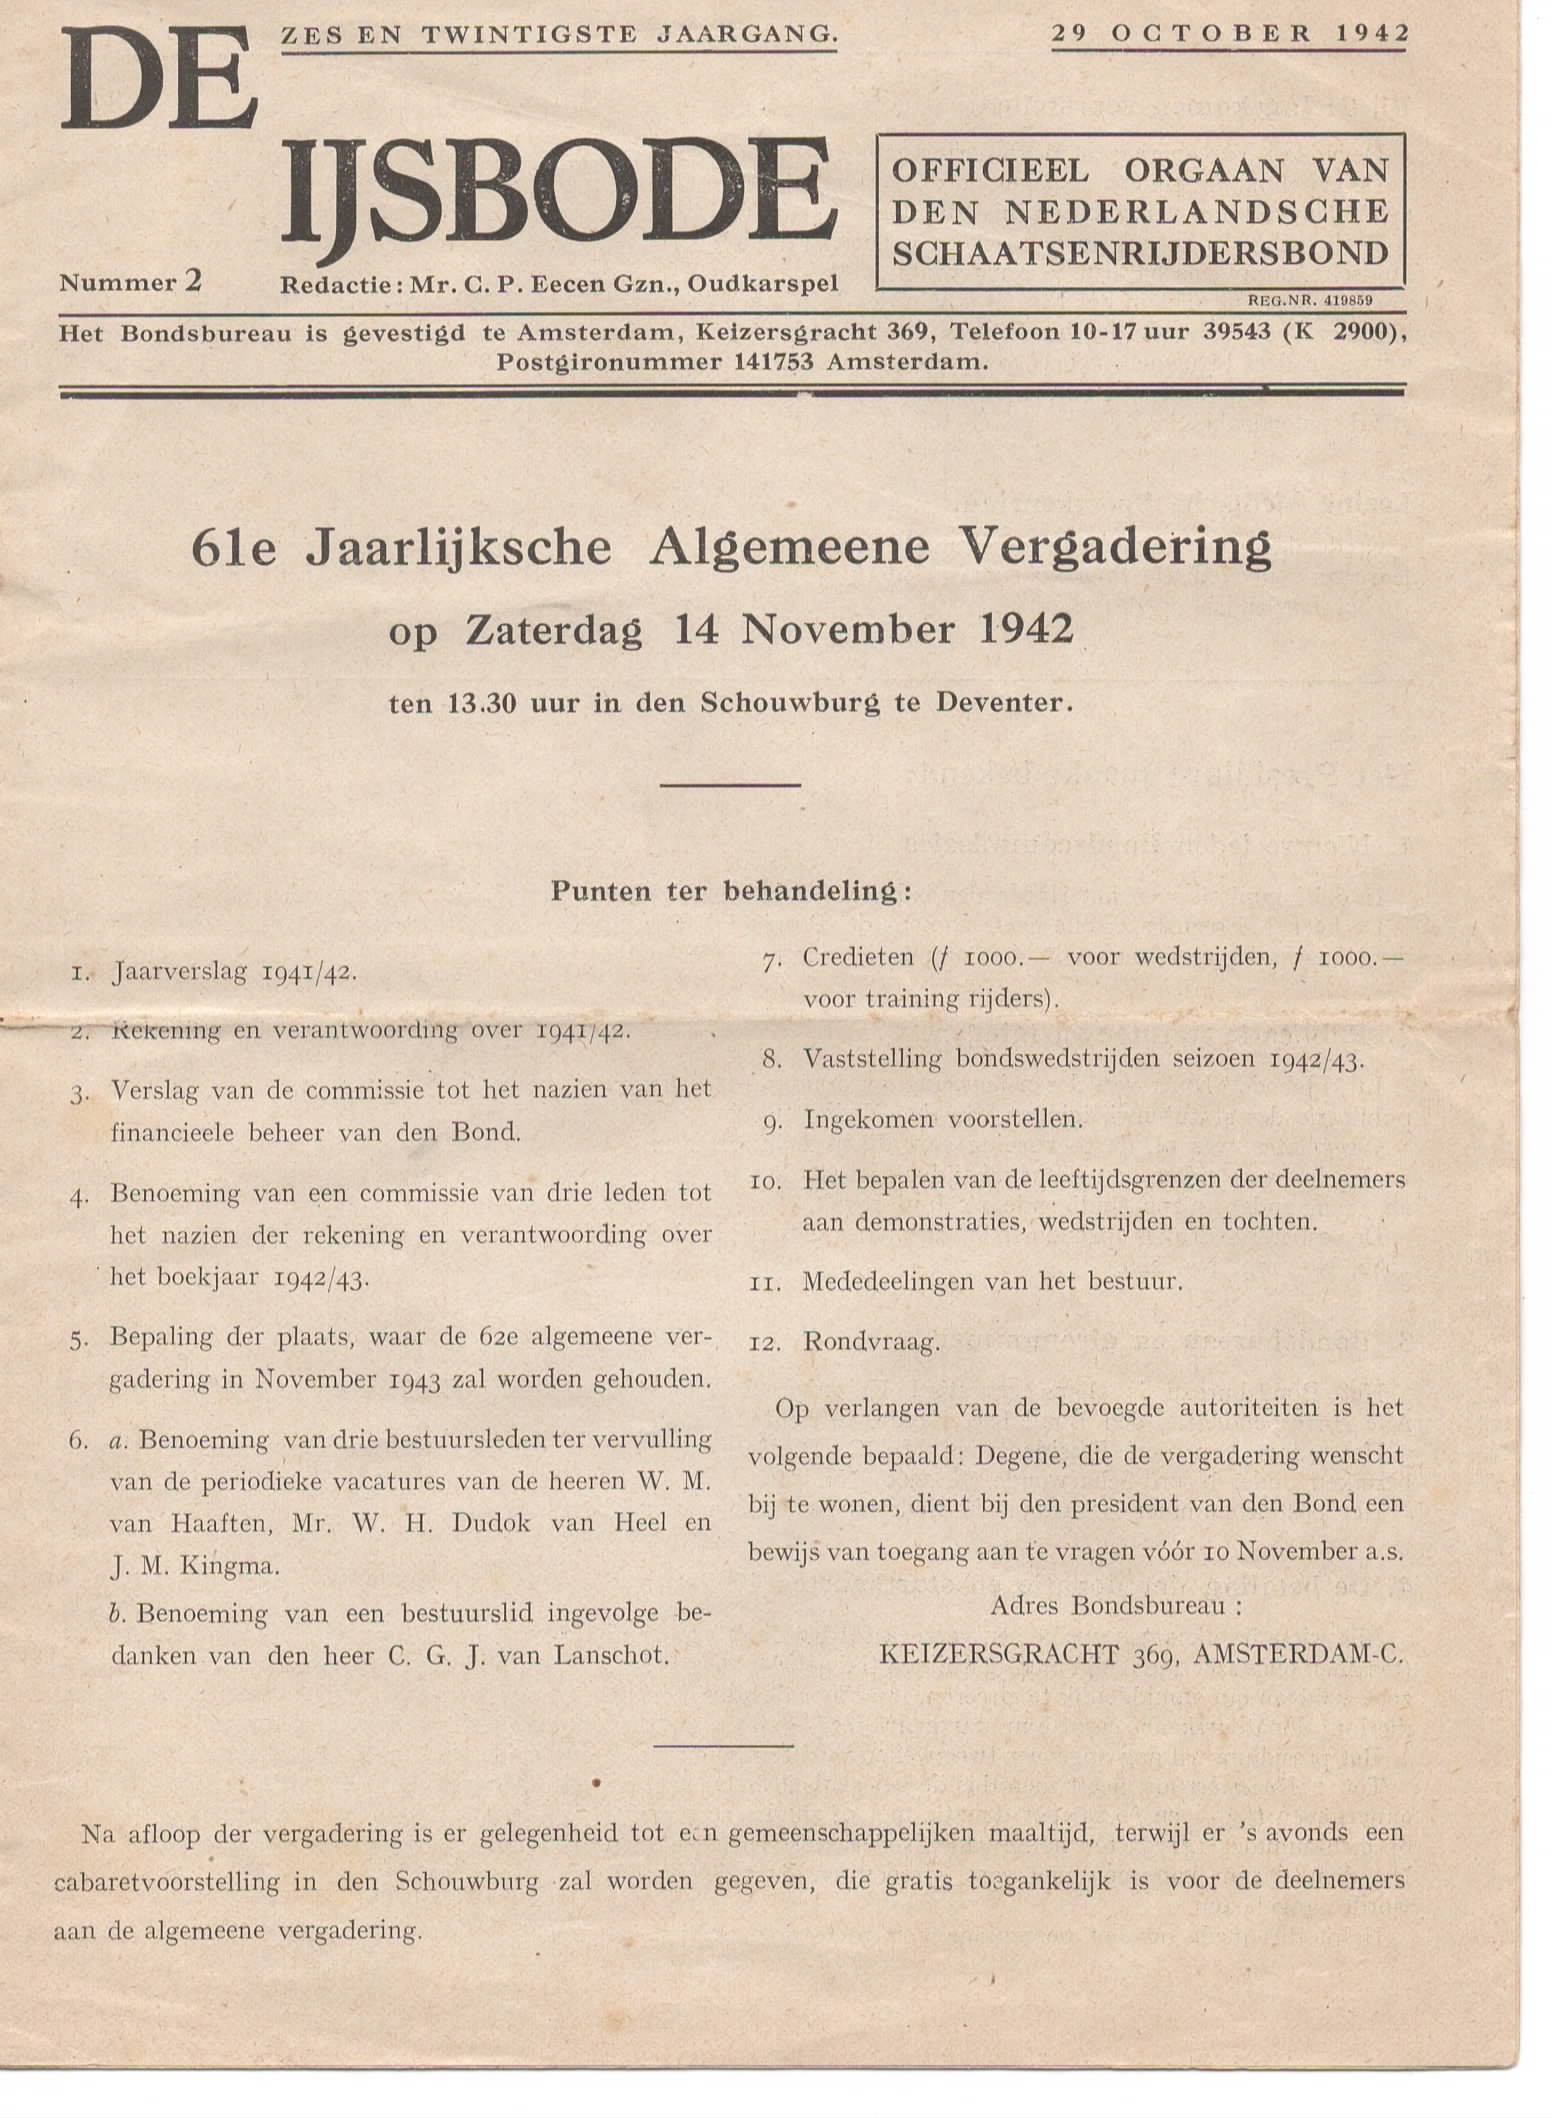 DE
ZES EN TWINTIGSTE JAARGANG.
29 OCTOBER 1942
IJSBODE
OFFICIEEL ORGAAN VAN
DEN NEDERLANDSCHE
SCHAATSENRIJDERSBOND
Nummer 2
Redactie: Mr. C. P. Eecen Gzn., Oudkarspel
REG.NR. 419859
Het Bondsbureau is gevestigd te Amsterdam, Keizersgracht 369, Telefoon 10-17 uur 39543 (K 2900),
Postgironummer 141753 Amsterdam.
61e Jaarlijksche Algemeene Vergadering
op Zaterdag 14 November 1942
ten 13.30 uur in den Schouwburg te Deventer.
Punten ter behandeling:
1. Jaarverslag 1941/42.
2. Rekening en verantwoording over 1941/42.
3. Verslag van de commissie tot het nazien van het
financieele beheer van den Bond.
4. Benoeming van een commissie van drie leden tot
het nazien der rekening en verantwoording over
het boekjaar 1942/43.
5. Bepaling der plaats, waar de 62e algemeene ver-
gadering in November 1943 zal worden gehouden.
6. a. Benoeming van drie bestuursleden ter vervulling
van de periodieke vacatures van de heeren W. M.
van Haaften, Mr. W. H. Dudok van Heel en
J. M. Kingma.
b. Benoeming van een bestuurslid ingevolge be-
danken van den heer C. G. J. van Lanschot.
7. Credieten (ƒ 1000.— voor wedstrijden, ƒ 1000.—
voor training rijders).
8. Vaststelling bondswedstrijden seizoen 1942/43.
9. Ingekomen voorstellen.
10. Het bepalen van de leeftijdsgrenzen der deelnemers
aan demonstraties, wedstrijden en tochten.
11. Mededeelingen van het bestuur.
12. Rondvraag.
Op verlangen van de bevoegde autoriteiten is het
volgende bepaald: Degene, die de vergadering wenscht
bij te wonen, dient bij den president van den Bond een
bewijs van toegang aan te vragen vóór 10 November a.s.
Adres Bondsbureau :
KEIZERSGRACHT 369, AMSTERDAM-C.
Na afloop der vergadering is er gelegenheid tot een gemeenschappelijken maaltijd, terwijl er 's avonds een
cabaretvoorstelling in den Schouwburg zal worden gegeven, die gratis toegankelijk is voor de deelnemers
aan de algemeene vergadering.